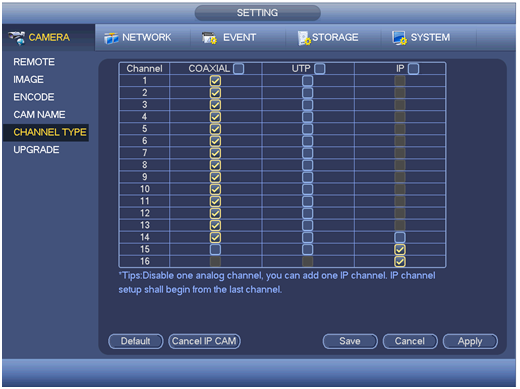 SETTING
CAMERA NETWORK EVENT STORAGE SYSTEM
REMOTE
IMAGE
ENCODE
CAM NAME
CHANNEL TYPE
UPGRADE
Channel COAXIAL UTP IP
1
2
3
4
5
6
7
8
9
10
11
12
13
14
15
16
*Tips:Disable one analog channel, you can add one IP channel. IP channel
setup shall begin from the last channel.
Default Cancel IP CAM Save Cancel Apply